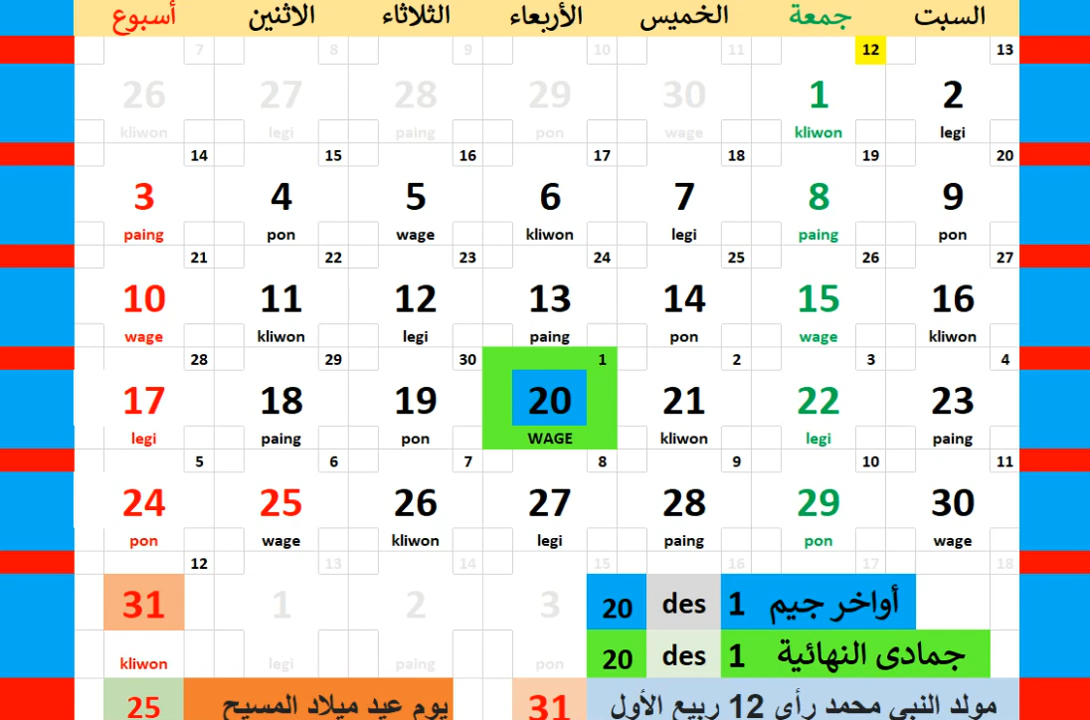 أسبوع الاثنين الثلاثاء الأربعاء الخميس جمعة السبت
7 8 9 10 11 12 13
26 27 28 29 30 1 2
kliwon legi paing pon wage kliwon legi
14 15 16 17 18 19 20
3 4 5 6 7 8 9
paing pon wage kliwon legi paing pon
21 22 23 24 25 26 27
10 11 12 13 14 15 16
wage kliwon legi paing pon wage kliwon
28 29 30 1 2 3 4
17 18 19 20 21 22 23
legi paing pon WAGE kliwon legi paing
5 6 7 8 9 10 11
24 25 26 27 28 29 30
pon wage kliwon legi paing pon wage
12 13 14 15 16 17 18
31 1 2 3 20 des 1 أواخر جيم
kliwon legi paing pon 20 des 1 جمادى النهائية
25 يوم عيد ميلاد المسيح 31 مولد النبي محمد رأى 12 ربيع الأول